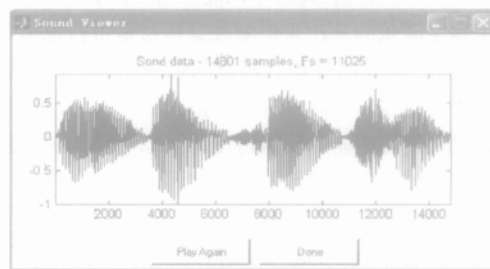 Sound Viewer
Sond data - 14801 samples, Fs = 11025
0.5
0
-0.5
-1
2000 4000 6000 8000 10000 12000 14000
Play Again Done